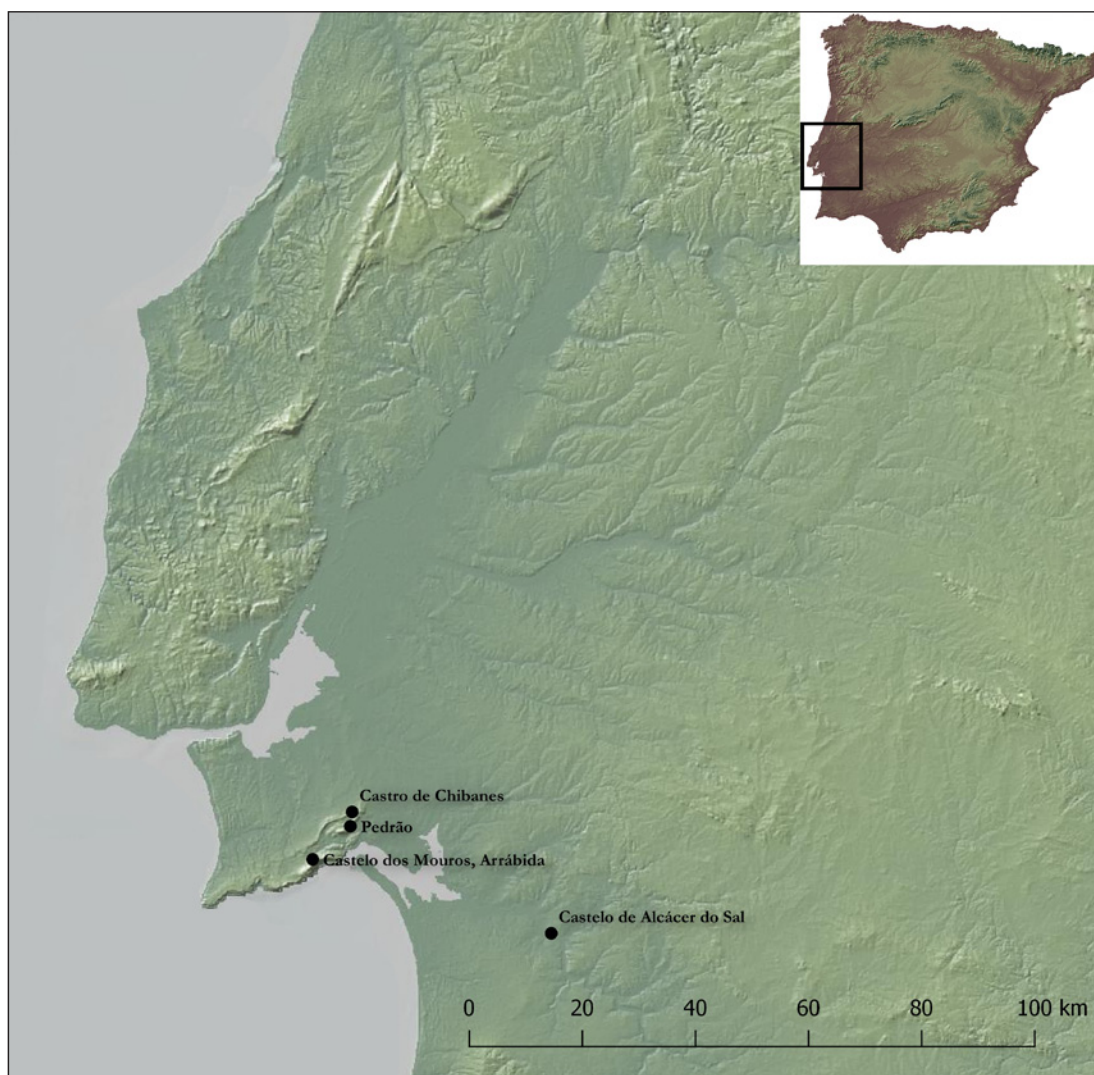 Castro de Chibanes
Pedrão
Castelo dos Mouros, Arrábida
Castelo de Alcácer do Sal
0 20 40 60 80 100 km